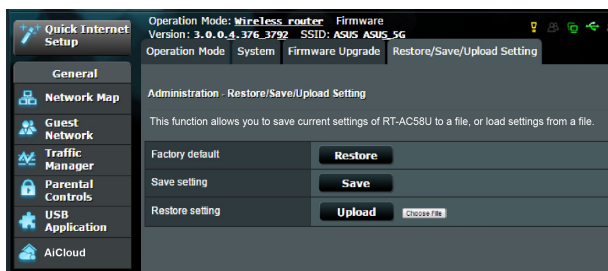 Quick Internet
Setup
Operation Mode: Wireless router Firmware
Version: 3.0.0.4.376_3792 SSID: ASUS ASUS_5G
Operation Mode System Firmware Upgrade Restore/Save/Upload Setting
General
Network Map
Guest
Network
Traffic
Manager
Parental
Controls
USB
Application
AiCloud
Administration - Restore/Save/Upload Setting
This function allows you to save current settings of RT-AC58U to a file, or load settings from a file.
Factory default Restore
Save setting Save
Restore setting Upload Choose File